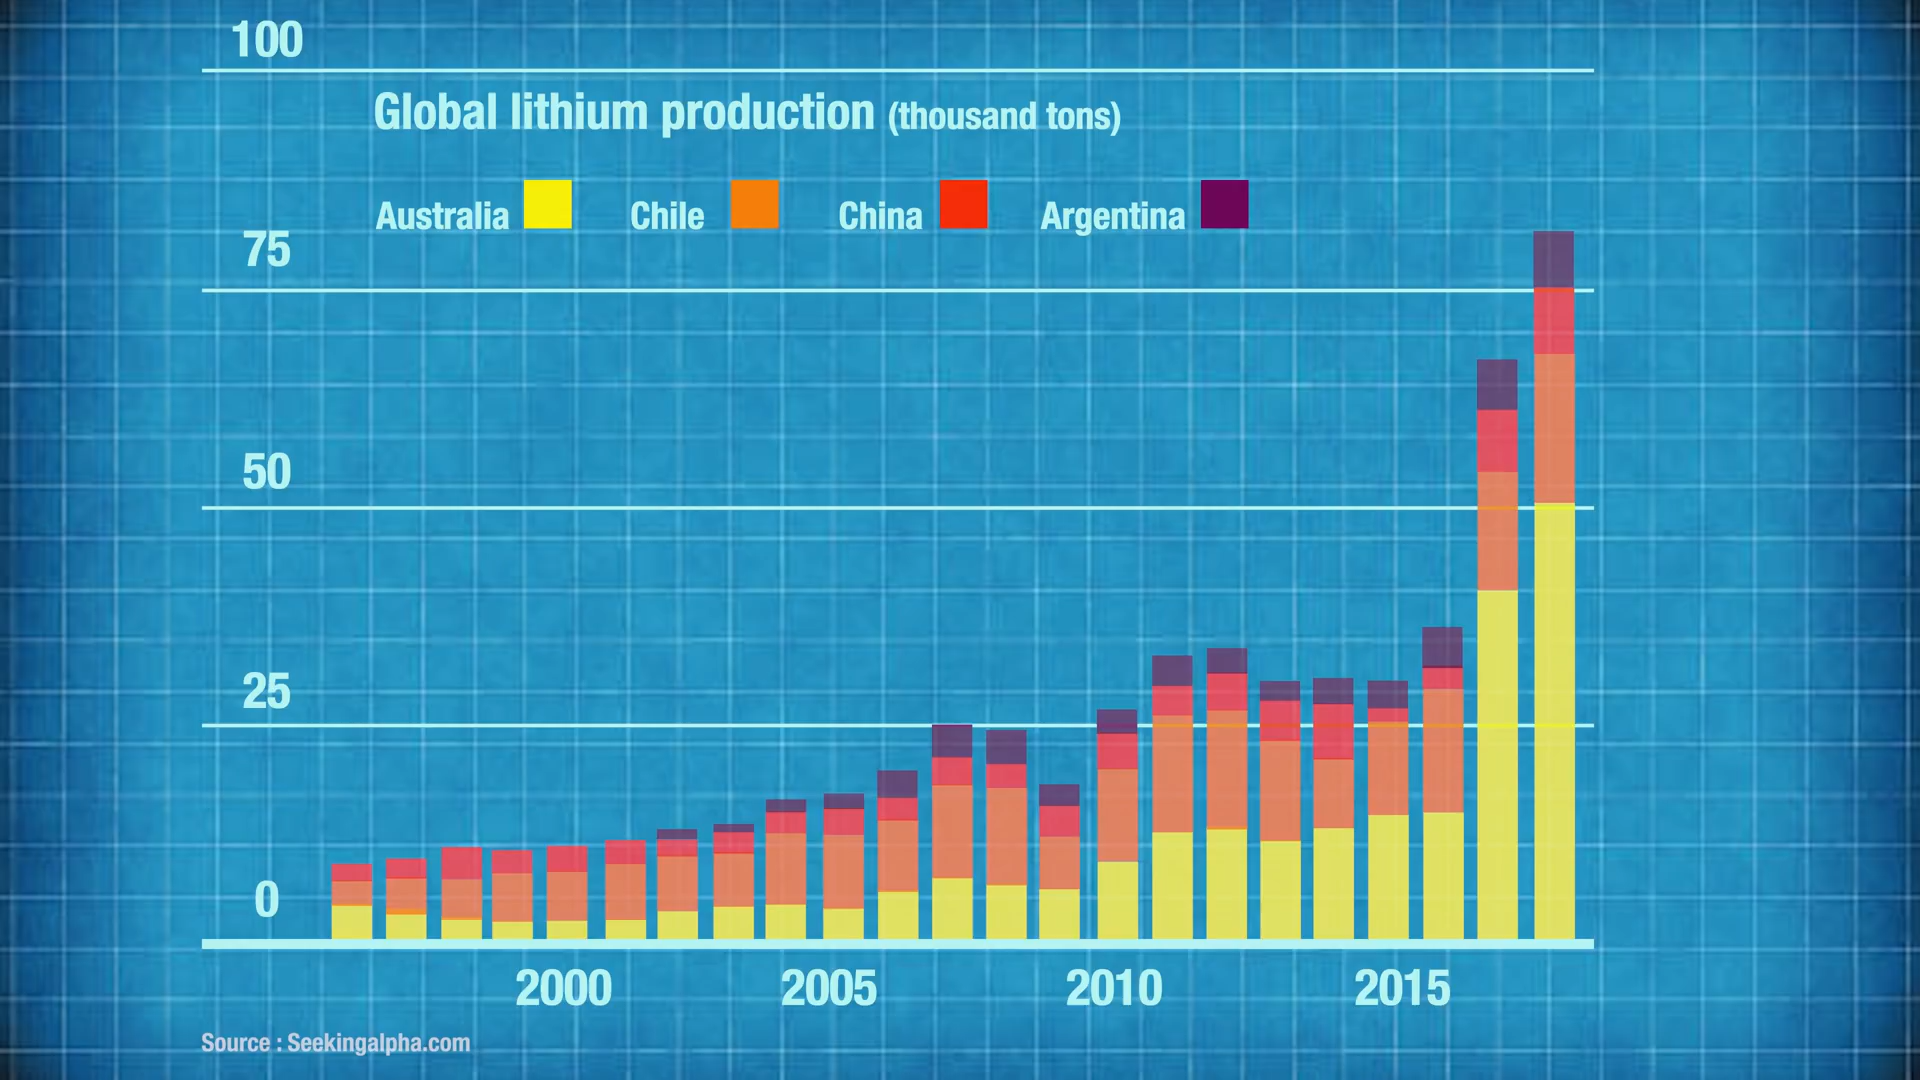 100
Global lithium production (thousand tons)
Australia Chile China Argentina
75
50
25
0
2000 2005 2010 2015
Source : Seekingalpha.com